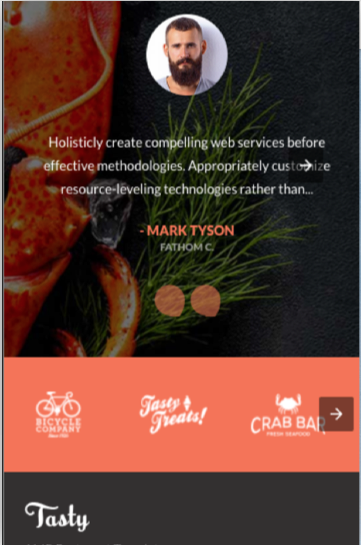 Holisticly create compelling web services before
effective methodologies. Appropriately customize
resource-leveling technologies rather than...
- MARK TYSON
FATHOM C.
BICYCLE
COMPANY
Tasty
Treats!
CRAB BAR
FRESH SEAFOOD
Tasty